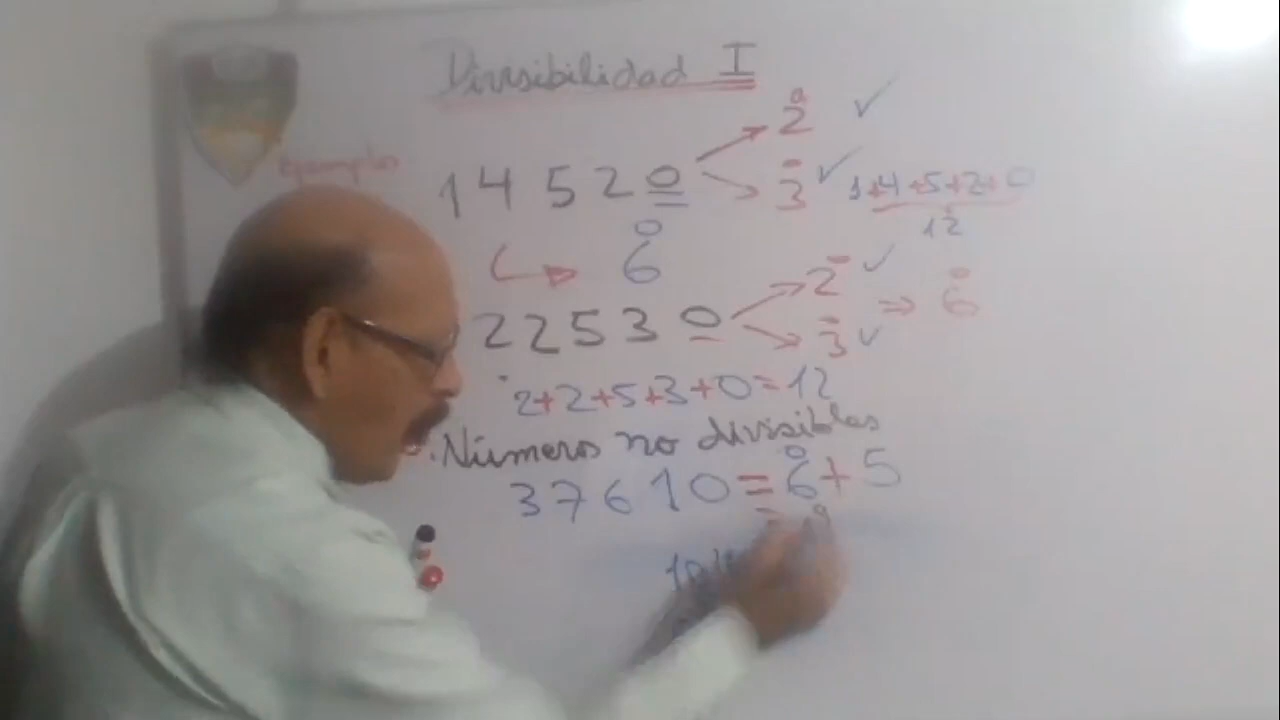 Divisibilidad I
ejemplos
2̊ ✓
14520
3̊ ✓ 1+4+5+2+0
12
6̊
2̊ ✓
22530
⇒ 6̊
3̊ ✓
2+2+5+3+0=12
Números no divisibles
37610=6̊+5
=